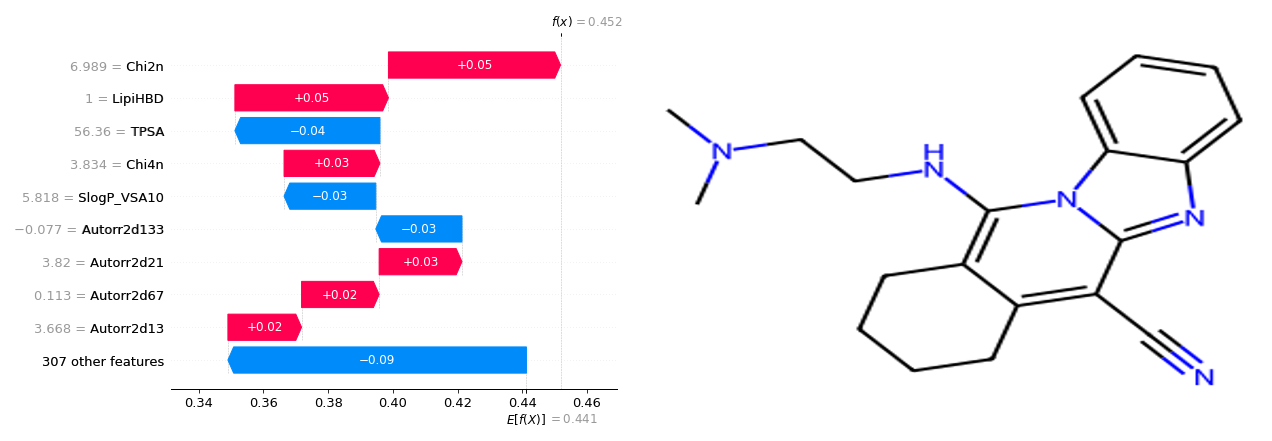 f(x) = 0.452
6.989 = Chi2n
+0.05
1 = LipiHBD
+0.05
56.36 = TPSA
−0.04
3.834 = Chi4n
+0.03
5.818 = SlogP_VSA10
−0.03
−0.077 = Autorr2d133
−0.03
3.82 = Autorr2d21
+0.03
0.113 = Autorr2d67
+0.02
3.668 = Autorr2d13
+0.02
307 other features
−0.09
0.34 0.36 0.38 0.40 0.42 0.44 0.46
E[f(X)] = 0.441
N
H
N
N
N
N